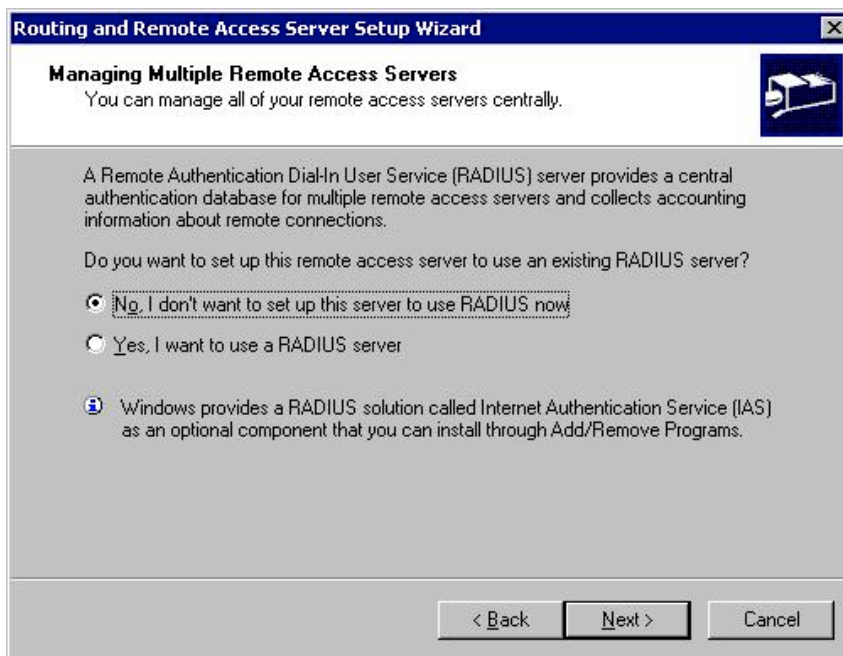 Routing and Remote Access Server Setup Wizard
Managing Multiple Remote Access Servers
You can manage all of your remote access servers centrally.
A Remote Authentication Dial-In User Service (RADIUS) server provides a central
authentication database for multiple remote access servers and collects accounting
information about remote connections.
Do you want to set up this remote access server to use an existing RADIUS server?
No, I don't want to set up this server to use RADIUS now
Yes, I want to use a RADIUS server
Windows provides a RADIUS solution called Internet Authentication Service (IAS)
as an optional component that you can install through Add/Remove Programs.
< Back Next > Cancel